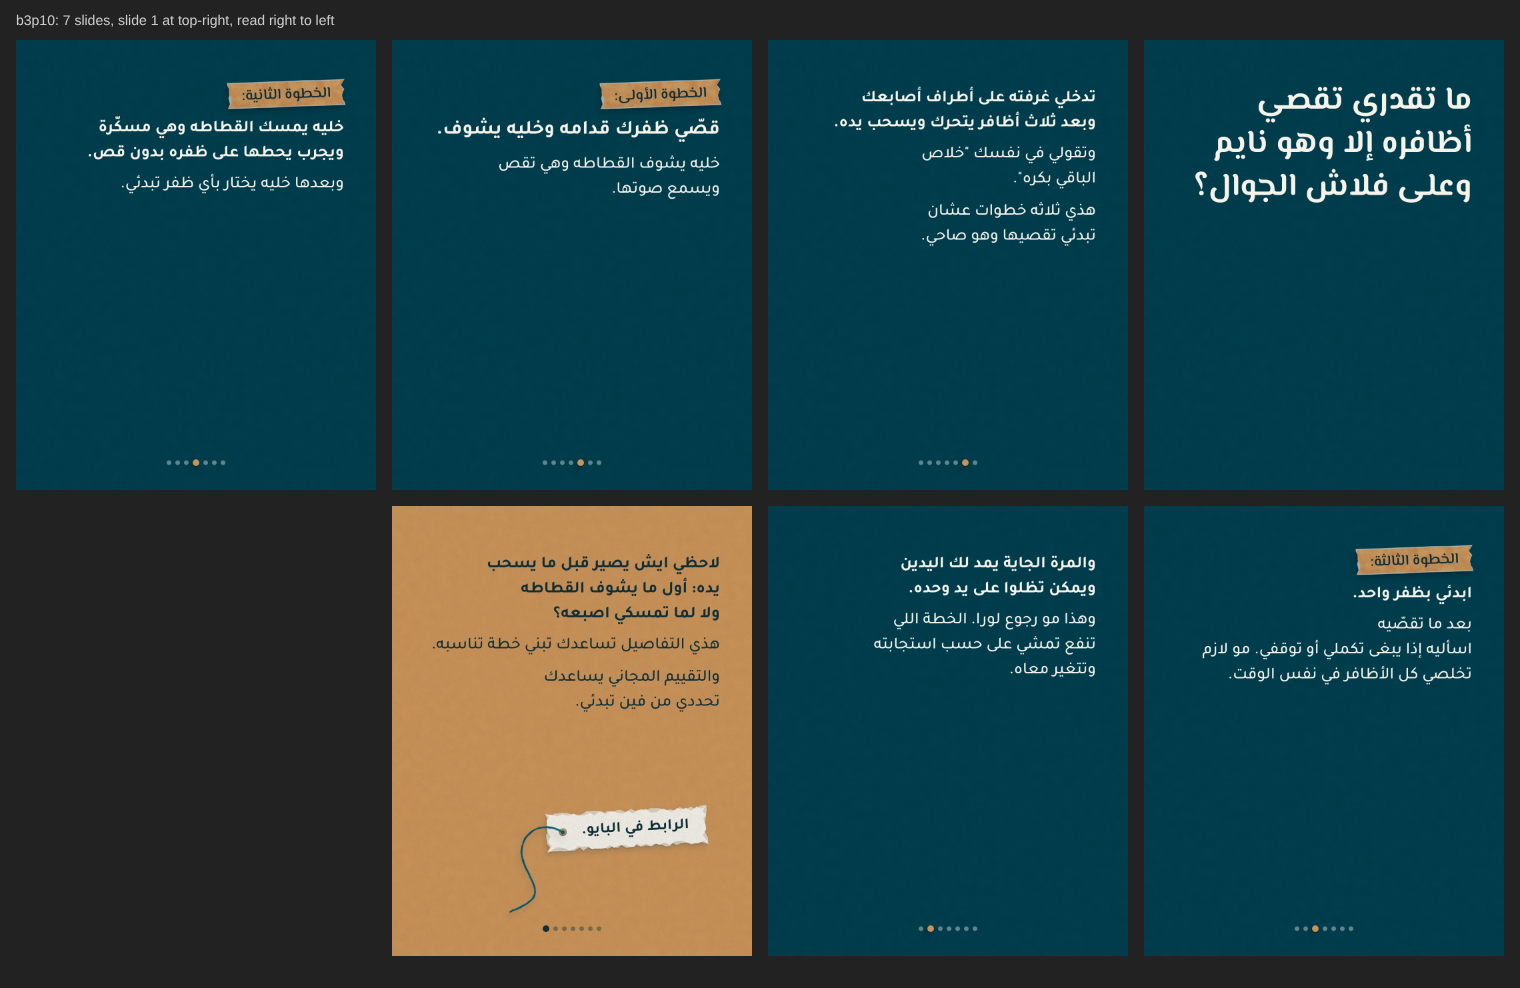 b3p10: 7 slides, slide 1 at top-right, read right to left
ما تقدري تقصي
أظافره إلا وهو نايم
وعلى فلاش الجوال؟
تدخلي غرفته على أطراف أصابعك
وبعد ثلاث أظافر يتحرك ويسحب يده.
وتقولي في نفسك "خلاص
الباقي بكره".
هذي ثلاثه خطوات عشان
تبدئي تقصيها وهو صاحي.
الخطوة الأولى:
قصّي ظفرك قدامه وخليه يشوف.
خليه يشوف القطاطه وهي تقص
ويسمع صوتها.
الخطوة الثانية:
خليه يمسك القطاطه وهي مسكّرة
ويجرب يحطها على ظفره بدون قص.
وبعدها خليه يختار بأي ظفر تبدئي.
الخطوة الثالثة:
ابدئي بظفر واحد.
بعد ما تقصّيه
اسأليه إذا يبغى تكملي أو توقفي. مو لازم
تخلصي كل الأظافر في نفس الوقت.
والمرة الجاية يمد لك اليدين
ويمكن تظلوا على يد وحده.
وهذا مو رجوع لورا. الخطة اللي
تنفع تمشي على حسب استجابته
وتتغير معاه.
لاحظي ايش يصير قبل ما يسحب
يده: أول ما يشوف القطاطه
ولا لما تمسكي اصبعه؟
هذي التفاصيل تساعدك تبني خطة تناسبه.
والتقييم المجاني يساعدك
تحددي من فين تبدئي.
الرابط في البايو.